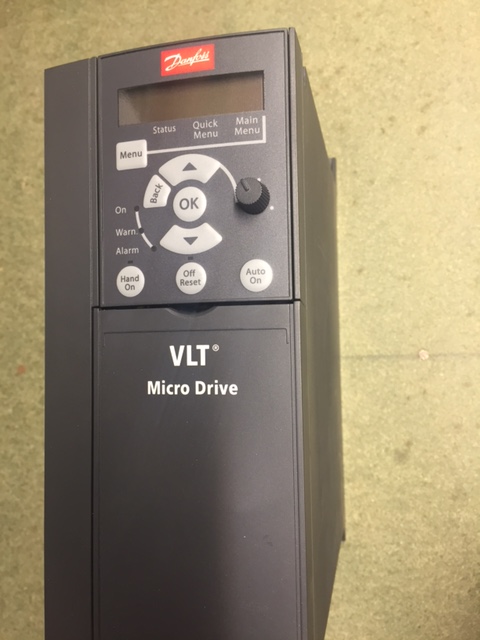 Danfoss
Status
Quick
Menu
Main
Menu
Menu
Back
OK
On
Warn.
Alarm
Hand
On
Off
Reset
Auto
On
VLT®
Micro Drive